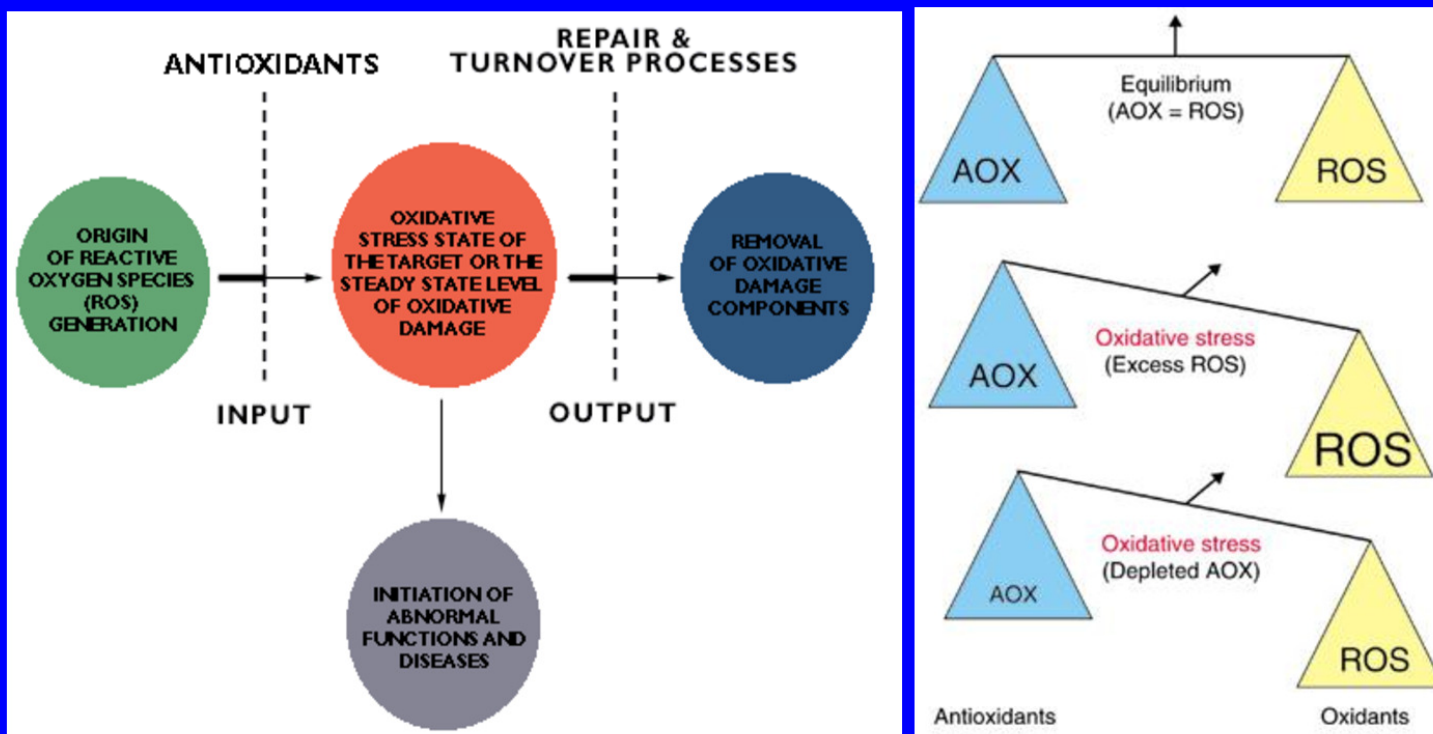 ANTIOXIDANTS
REPAIR &
TURNOVER PROCESSES
ORIGIN
OF REACTIVE
OXYGEN SPECIES
(ROS)
GENERATION
OXIDATIVE
STRESS STATE OF
THE TARGET OR THE
STEADY STATE LEVEL
OF OXIDATIVE
DAMAGE
REMOVAL
OF OXIDATIVE
DAMAGE
COMPONENTS
INPUT
OUTPUT
INITIATION OF
ABNORMAL
FUNCTIONS AND
DISEASES
Equilibrium
(AOX = ROS)
AOX
ROS
Oxidative stress
(Excess ROS)
AOX
ROS
Oxidative stress
(Depleted AOX)
AOX
ROS
Antioxidants
Oxidants